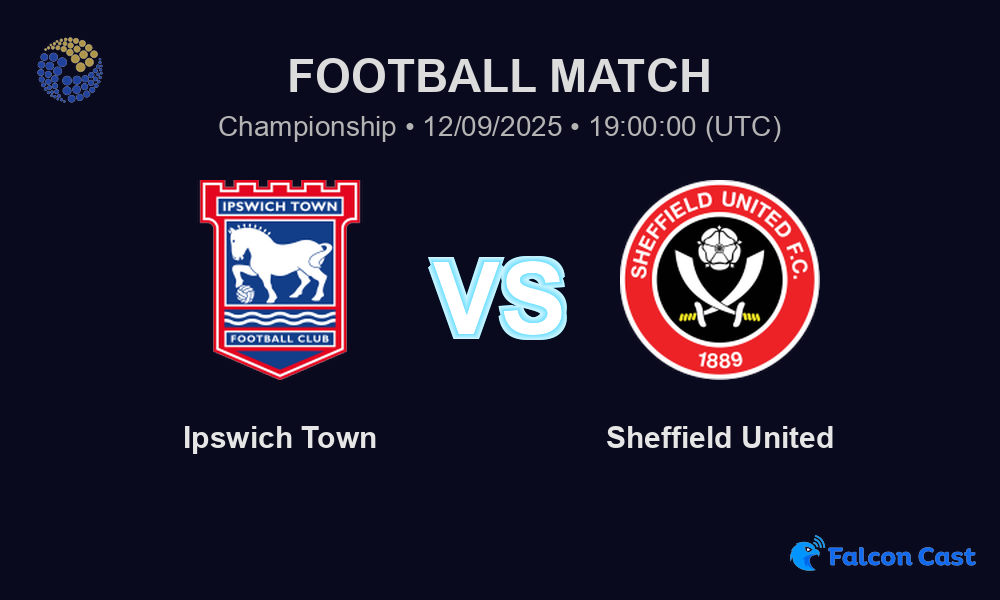 FOOTBALL MATCH
Championship • 12/09/2025 • 19:00:00 (UTC)
IPSWICH TOWN
FOOTBALL CLUB
SHEFFIELD UNITED F.C.
1889
VS
Ipswich Town
Sheffield United
Falcon Cast